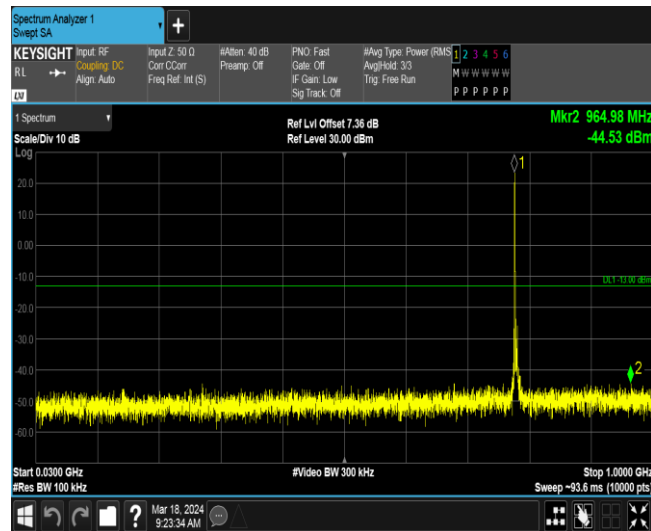 Spectrum Analyzer 1
Swept SA
+
KEYSIGHT
RL
LXI
Input: RF
Coupling: DC
Align: Auto
Input Z: 50 Ω
Corr CCorr
Freq Ref: Int (S)
#Atten: 40 dB
Preamp: Off
PNO: Fast
Gate: Off
IF Gain: Low
Sig Track: Off
#Avg Type: Power (RMS
Avg|Hold: 3/3
Trig: Free Run
1 2 3 4 5 6
M W W W W W
P P P P P P
1 Spectrum
Scale/Div 10 dB
Log
Ref Lvl Offset 7.36 dB
Ref Level 30.00 dBm
Mkr2 964.98 MHz
-44.53 dBm
1
20.0
10.0
0.00
-10.0
DL1 -13.00 dBm
-20.0
-30.0
-40.0
2
-50.0
-60.0
Start 0.0300 GHz
#Video BW 300 kHz
Stop 1.0000 GHz
#Res BW 100 kHz
Sweep ~93.6 ms (10000 pts)
?
Mar 18, 2024
9:23:34 AM